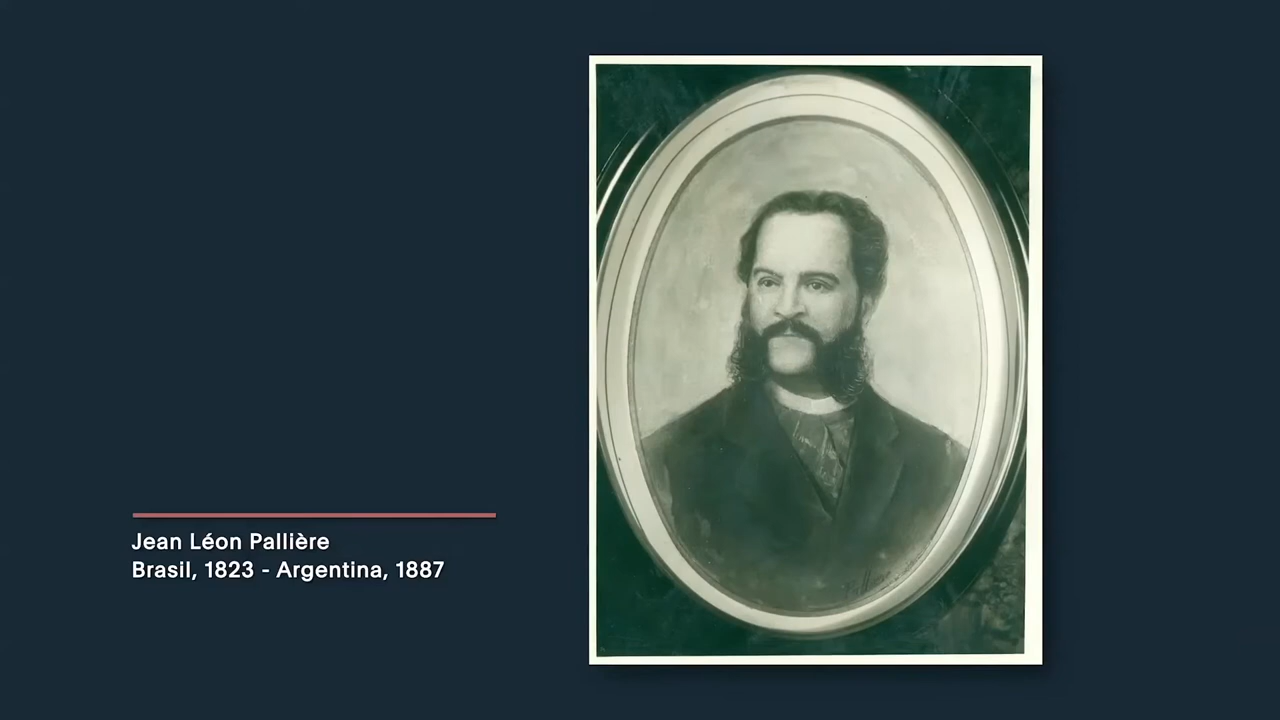 Jean Léon Pallière
Brasil, 1823 - Argentina, 1887